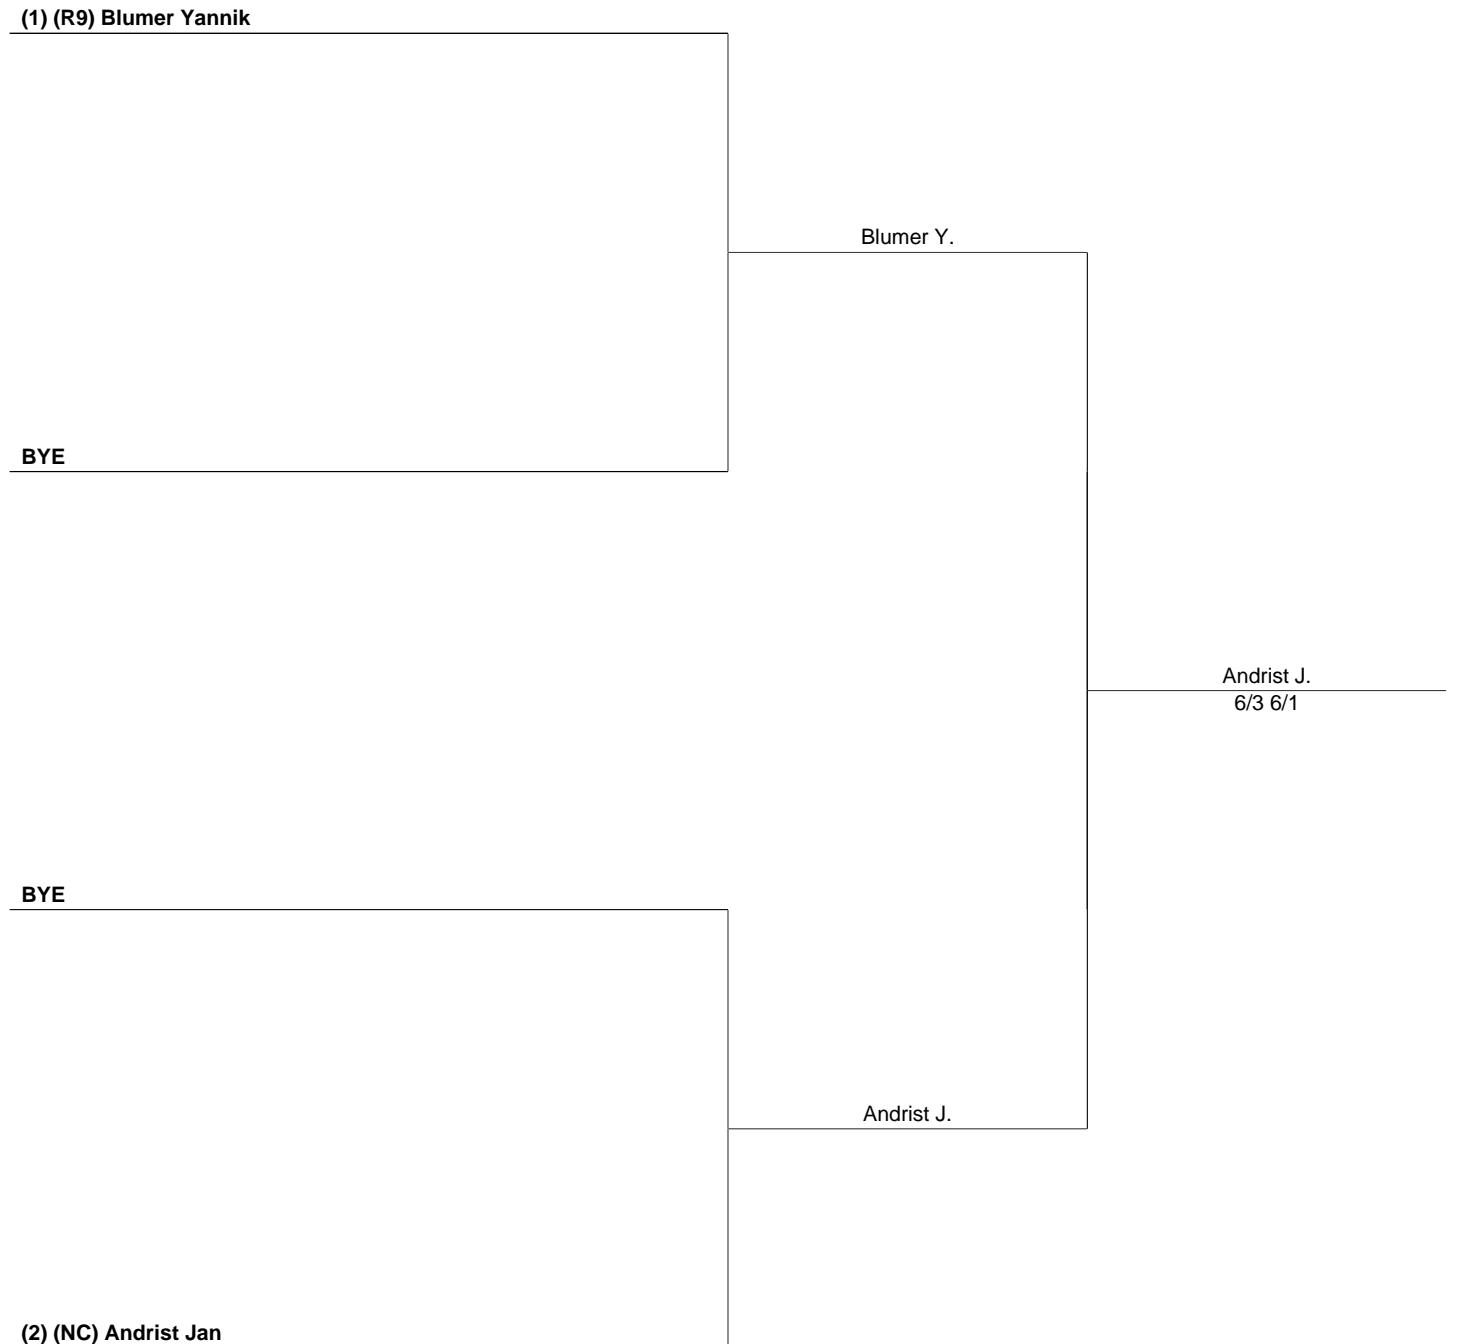 (1) (R9) Blumer Yannik
Blumer Y.
BYE
Andrist J.
6/3 6/1
BYE
Andrist J.
(2) (NC) Andrist Jan